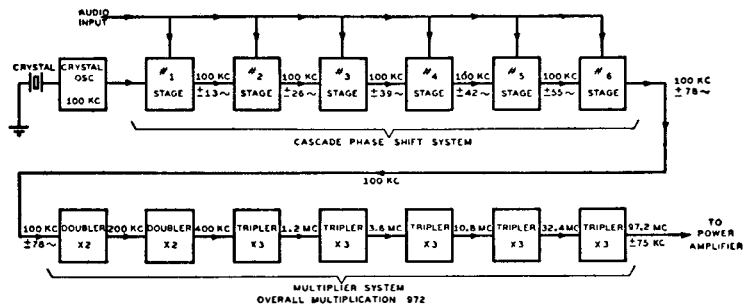 AUDIO
INPUT
CRYSTAL
CRYSTAL
OSC
100 KC
#1
STAGE
100 KC
±13~
#2
STAGE
100 KC
±26~
#3
STAGE
100 KC
±39~
#4
STAGE
100 KC
±42~
#5
STAGE
100 KC
±55~
#6
STAGE
100 KC
±78~
CASCADE PHASE SHIFT SYSTEM
100 KC
100 KC
±78~
DOUBLER
X2
200 KC
DOUBLER
X2
400 KC
TRIPLER
X3
1.2 MC
TRIPLER
X3
3.6 MC
TRIPLER
X3
10.8 MC
TRIPLER
X3
32.4 MC
TRIPLER
X3
97.2 MC
±75 KC
TO
POWER
AMPLIFIER
MULTIPLIER SYSTEM
OVERALL MULTIPLICATION 972